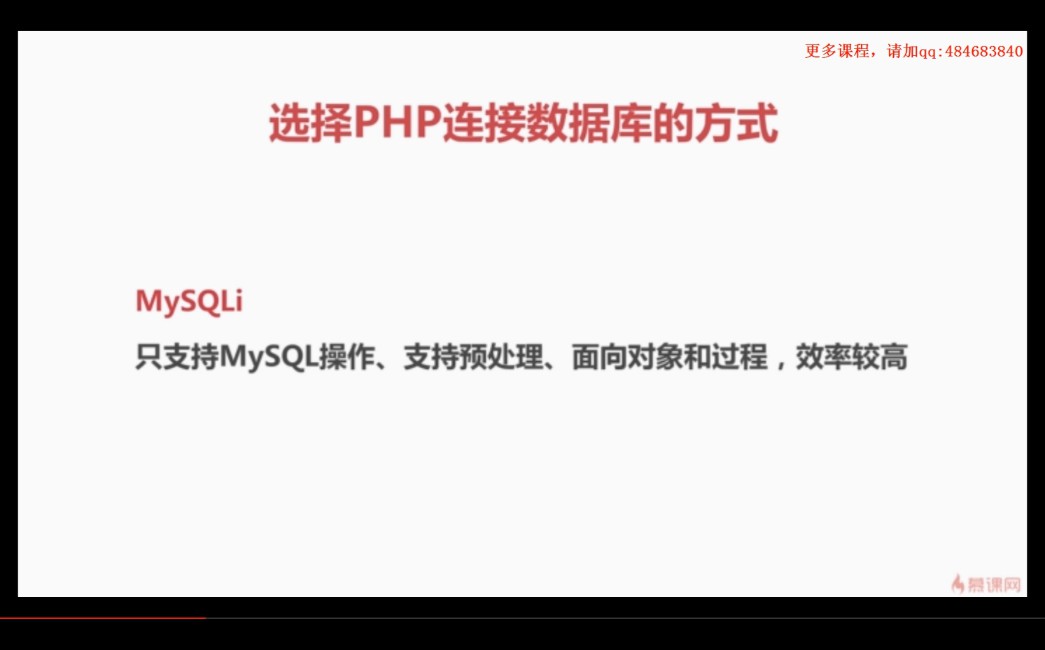 更多课程，请加qq:484683840
选择PHP连接数据库的方式
MySQLi
只支持MySQL操作、支持预处理、面向对象和过程，效率较高
慕课网